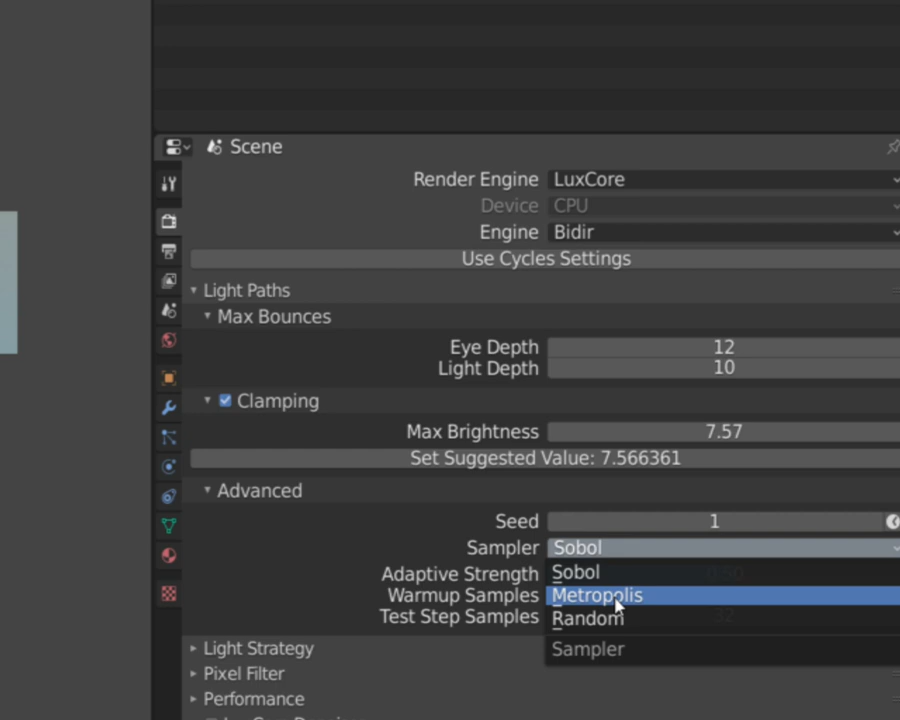 Scene
Render Engine LuxCore
Device CPU
Engine Bidir
Use Cycles Settings
Light Paths
Max Bounces
Eye Depth 12
Light Depth 10
Clamping
Max Brightness 7.57
Set Suggested Value: 7.566361
Advanced
Seed 1
Sampler Sobol
Adaptive Strength Sobol
Warmup Samples Metropolis
Test Step Samples Random
Light Strategy Sampler
Pixel Filter
Performance